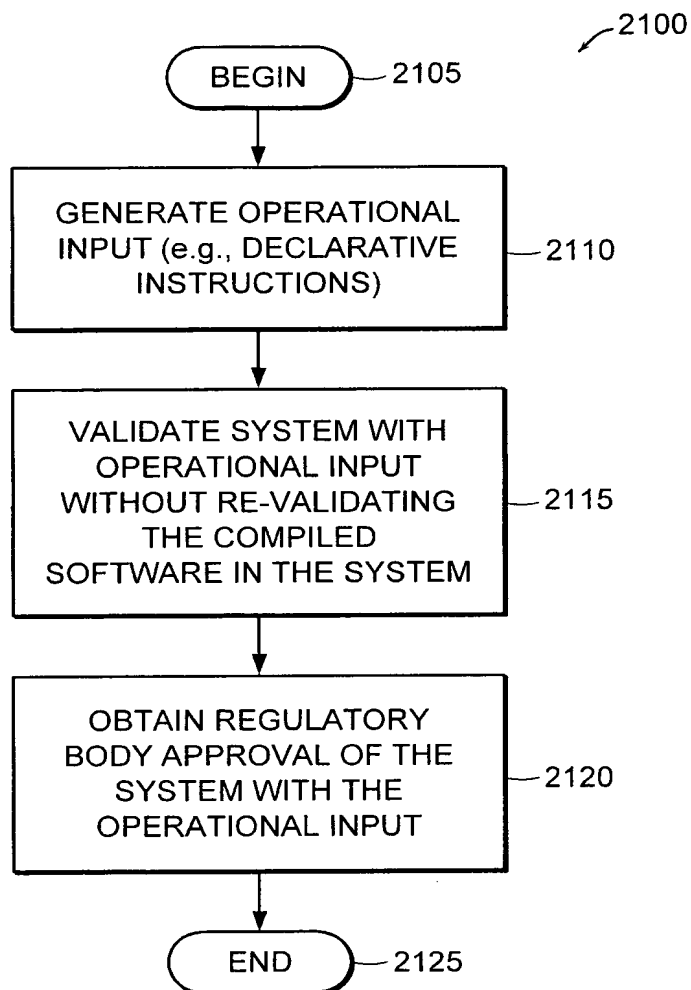 2100
BEGIN
2105
GENERATE OPERATIONAL
INPUT (e.g., DECLARATIVE
INSTRUCTIONS)
2110
VALIDATE SYSTEM WITH
OPERATIONAL INPUT
WITHOUT RE-VALIDATING
THE COMPILED
SOFTWARE IN THE SYSTEM
2115
OBTAIN REGULATORY
BODY APPROVAL OF THE
SYSTEM WITH THE
OPERATIONAL INPUT
2120
END
2125